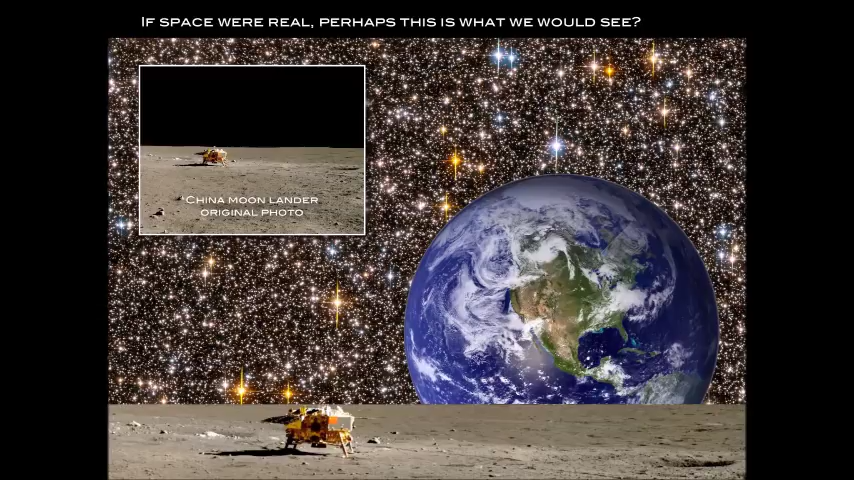 If space were real, perhaps this is what we would see?
*China moon lander
original photo